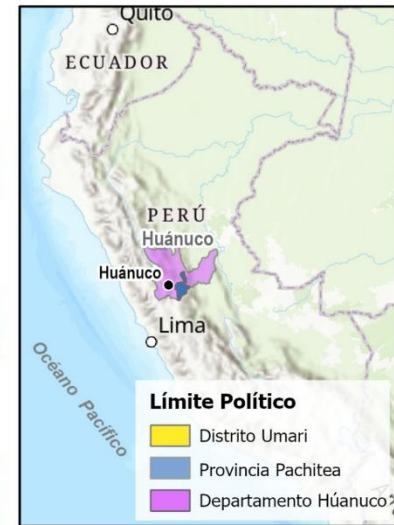 Quito
ECUADOR
PERÚ
Huánuco
Huánuco
Lima
Océano Pacífico
Límite Político
Distrito Umari
Provincia Pachitea
Departamento Húanuco